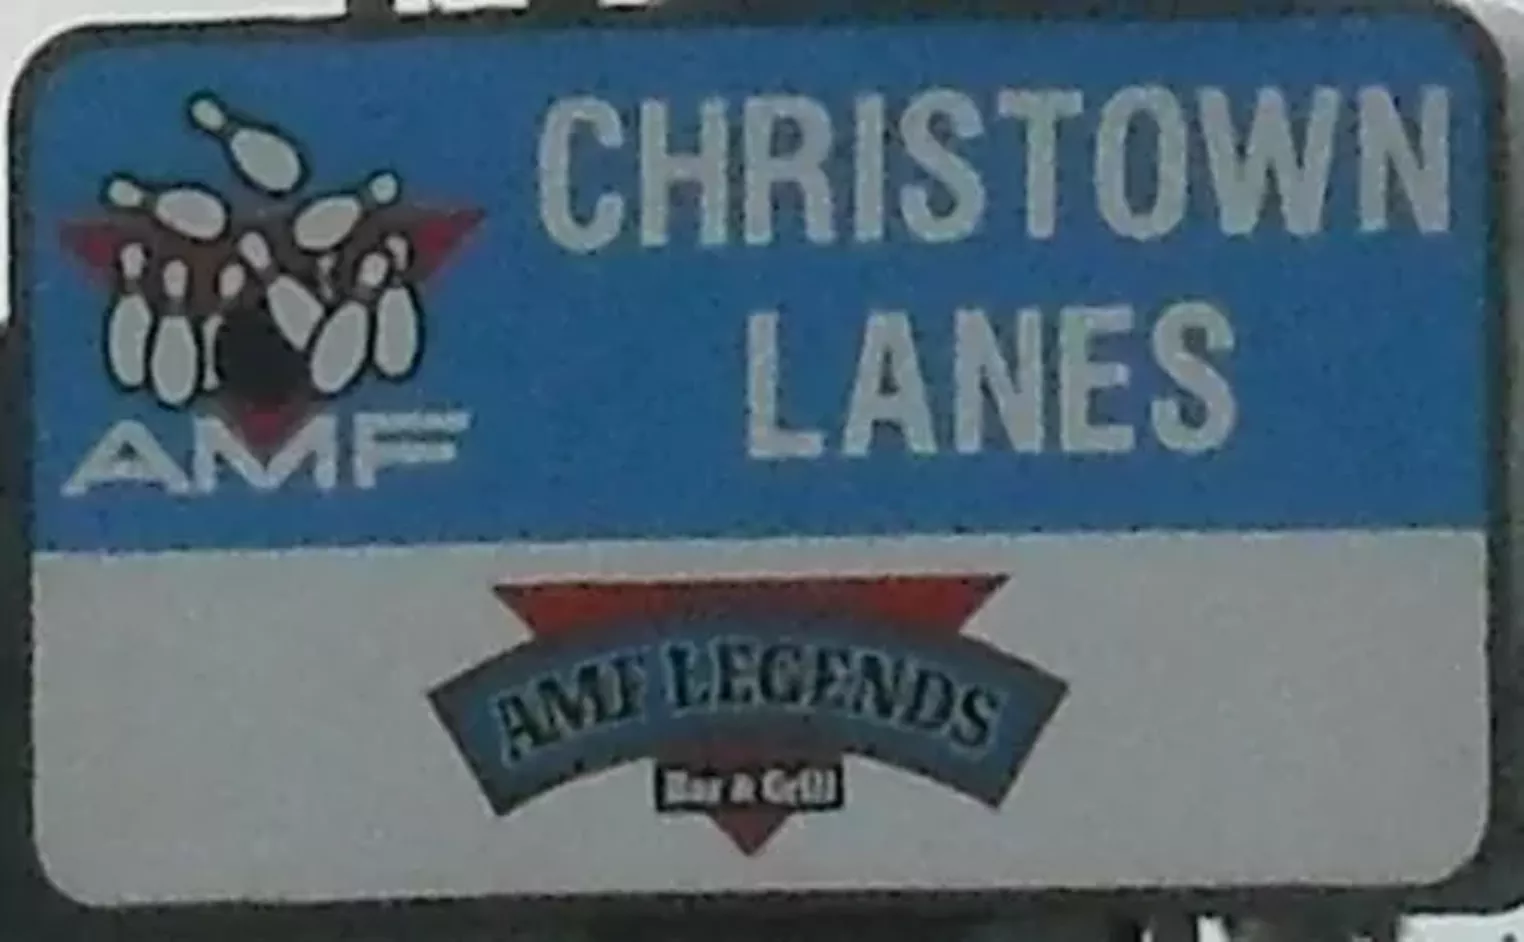 CHRISTOWN
LANES
AMF
AMF LEGENDS
Bar & Grill